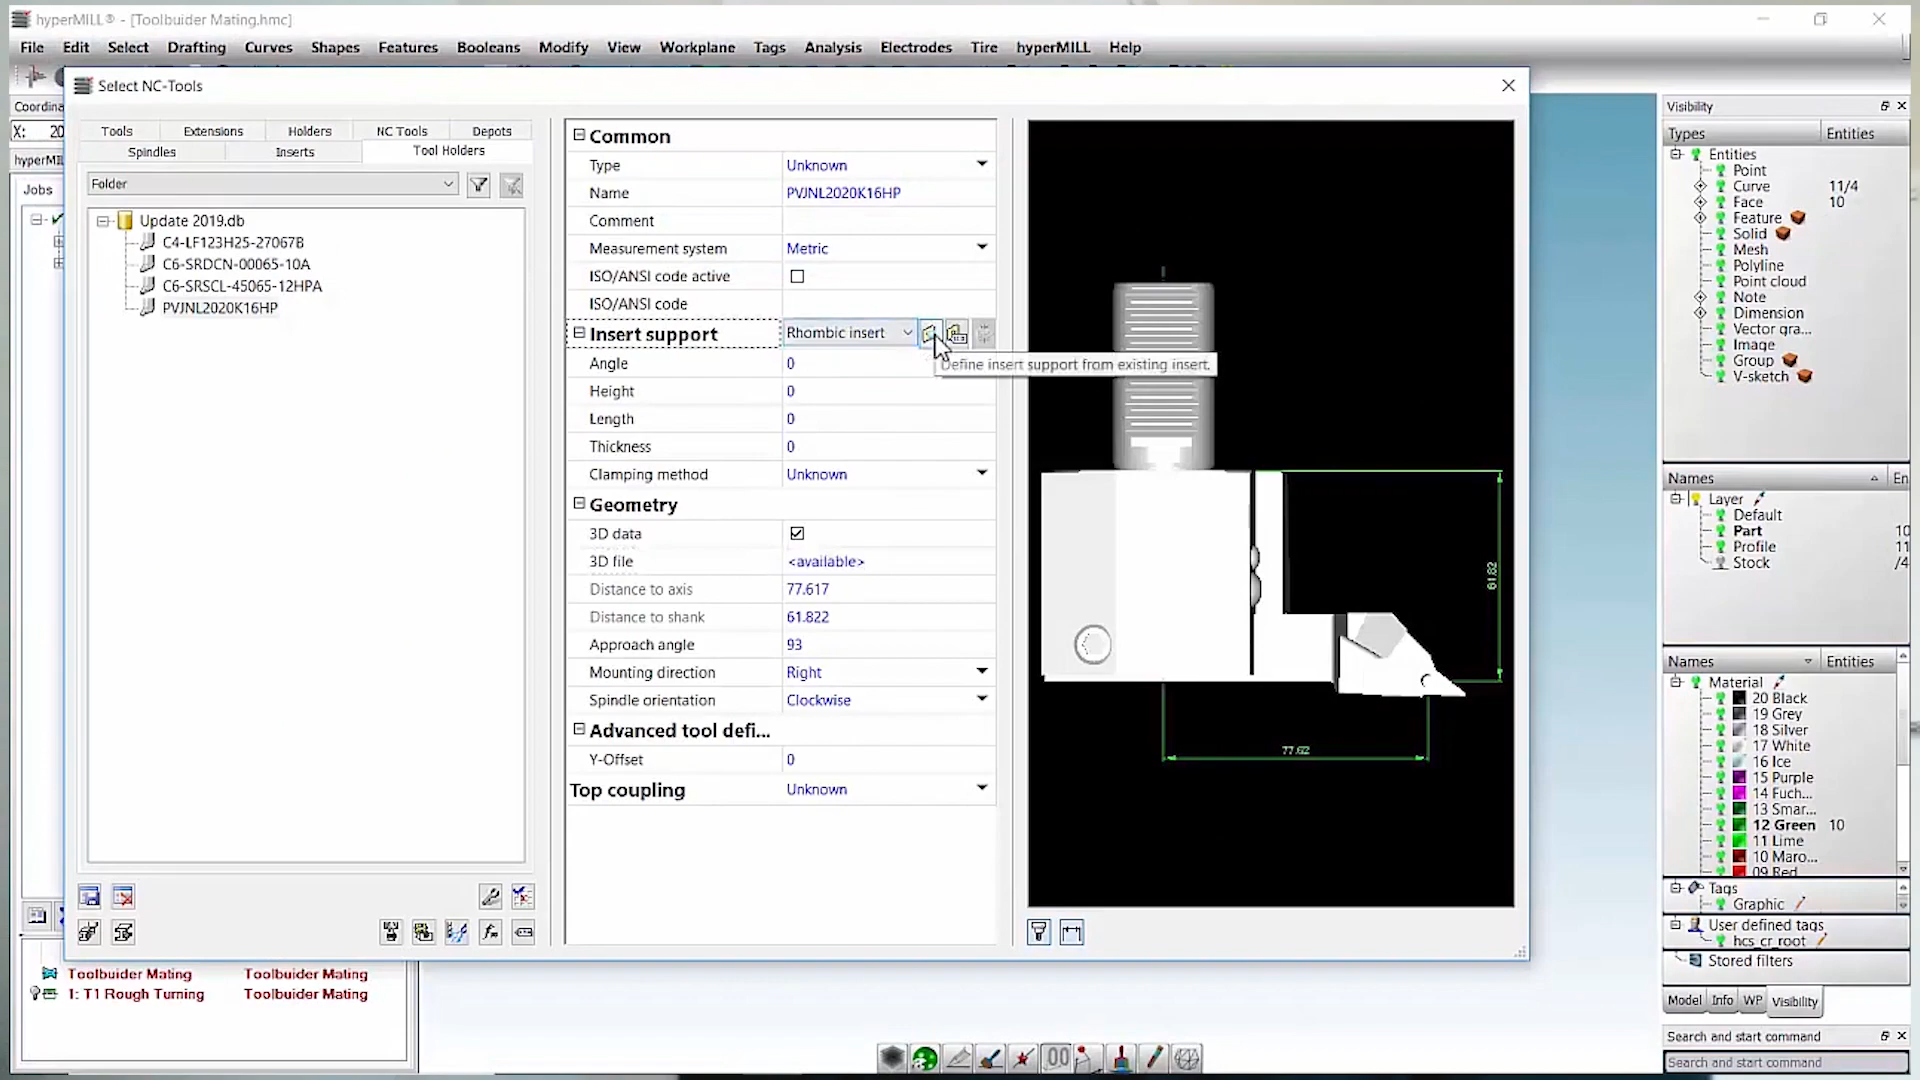 hyperMILL® - [Toolbuider Mating.hmc]
File Edit Select Drafting Curves Shapes Features Booleans Modify View Workplane Tags Analysis Electrodes Tire hyperMILL Help
Select NC-Tools
Coordina
X: 20
hyperMIL
Jobs
Tools Extensions Holders NC Tools Depots
Spindles Inserts Tool Holders
Folder
Update 2019.db
C4-LF123H25-27067B
C6-SRDCN-00065-10A
C6-SRSCL-45065-12HPA
PVJNL2020K16HP
Common
Type Unknown
Name PVJNL2020K16HP
Comment
Measurement system Metric
ISO/ANSI code active
ISO/ANSI code
Insert support Rhombic insert
Define insert support from existing insert.
Angle 0
Height 0
Length 0
Thickness 0
Clamping method Unknown
Geometry
3D data
3D file <available>
Distance to axis 77.617
Distance to shank 61.822
Approach angle 93
Mounting direction Right
Spindle orientation Clockwise
Advanced tool defi...
Y-Offset 0
Top coupling Unknown
61.82
77.62
Toolbuider Mating Toolbuider Mating
1: T1 Rough Turning Toolbuider Mating
Visibility
Types Entities
Entities
Point
Curve 11/4
Face 10
Feature
Solid
Mesh
Polyline
Point cloud
Note
Dimension
Vector gra...
Image
Group
V-sketch
Names En
Layer
Default
Part 10
Profile 11
Stock /4
Names Entities
Material
20 Black
19 Grey
18 Silver
17 White
16 Ice
15 Purple
14 Fuch...
13 Smar...
12 Green 10
11 Lime
10 Maro...
09 Red
Tags
Graphic
User defined tags
hcs_cr_root
Stored filters
Model Info WP Visibility
Search and start command
Search and start command